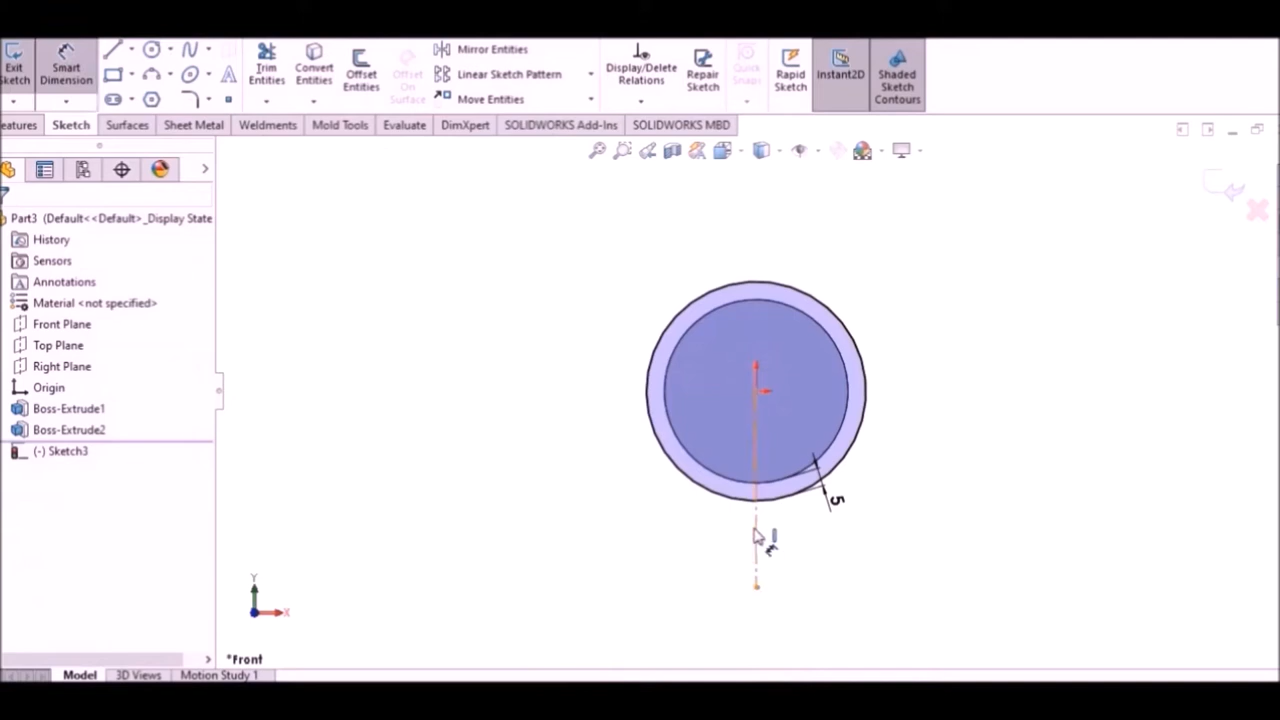 Exit Sketch
Smart Dimension
Trim Entities
Convert Entities
Offset Entities
Offset On Surface
Mirror Entities
Linear Sketch Pattern
Move Entities
Display/Delete Relations
Repair Sketch
Quick Snaps
Rapid Sketch
Instant2D
Shaded Sketch Contours
eatures
Sketch
Surfaces
Sheet Metal
Weldments
Mold Tools
Evaluate
DimXpert
SOLIDWORKS Add-Ins
SOLIDWORKS MBD
Part3 (Default<<Default>_Display State
History
Sensors
Annotations
Material <not specified>
Front Plane
Top Plane
Right Plane
Origin
Boss-Extrude1
Boss-Extrude2
(-) Sketch3
5
Y
X
*Front
Model
3D Views
Motion Study 1